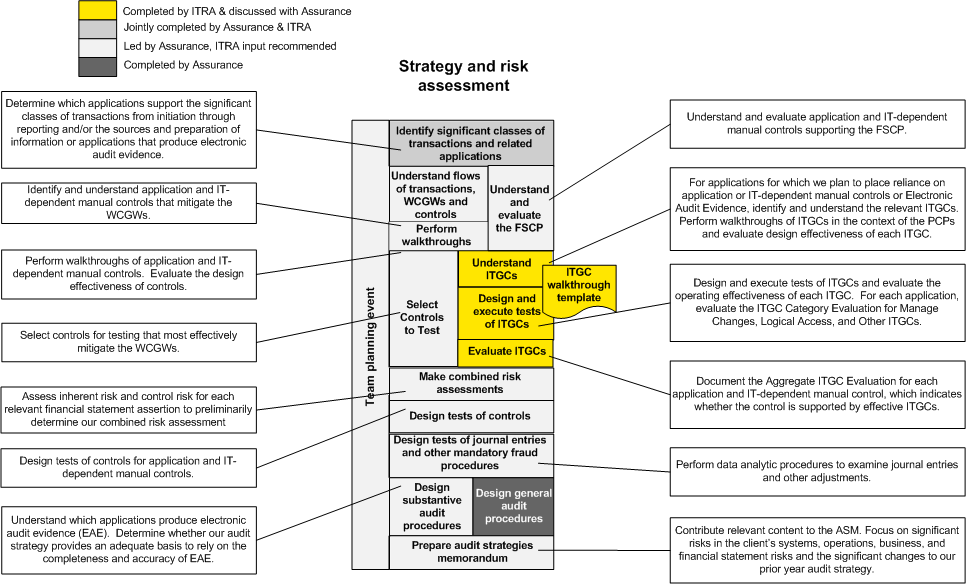 Completed by ITRA & discussed with Assurance
Jointly completed by Assurance & ITRA
Led by Assurance, ITRA input recommended
Completed by Assurance
Strategy and risk
assessment
Determine which applications support the significant
classes of transactions from initiation through
reporting and/or the sources and preparation of
information or applications that produce electronic
audit evidence.
Identify and understand application and IT-
dependent manual controls that mitigate the
WCGWs.
Perform walkthroughs of application and IT-
dependent manual controls.  Evaluate the design
effectiveness of controls.
Select controls for testing that most effectively
mitigate the WCGWs.
Assess inherent risk and control risk for each
relevant financial statement assertion to preliminarily
determine our combined risk assessment
Design tests of controls for application and IT-
dependent manual controls.
Understand which applications produce electronic
audit evidence (EAE).  Determine whether our audit
strategy provides an adequate basis to rely on the
completeness and accuracy of EAE.
Team planning event
Identify significant classes of
transactions and related
applications
Understand flows
of transactions,
WCGWs and
controls
Perform
walkthroughs
Understand
and
evaluate
the FSCP
Select
Controls
to Test
Understand
ITGCs
ITGC
walkthrough
template
Design and
execute tests
of ITGCs
Evaluate ITGCs
Make combined risk
assessments
Design tests of controls
Design tests of journal entries
and other mandatory fraud
procedures
Design
substantive
audit
procedures
Design general
audit
procedures
Prepare audit strategies
memorandum
Understand and evaluate application and IT-dependent
manual controls supporting the FSCP.
For applications for which we plan to place reliance on
application or IT-dependent manual controls or Electronic
Audit Evidence, identify and understand the relevant ITGCs.
Perform walkthroughs of ITGCs in the context of the PCPs
and evaluate design effectiveness of each ITGC.
Design and execute tests of ITGCs and evaluate the
operating effectiveness of each ITGC.  For each application,
evaluate the ITGC Category Evaluation for Manage
Changes, Logical Access, and Other ITGCs.
Document the Aggregate ITGC Evaluation for each
application and IT-dependent manual control, which indicates
whether the control is supported by effective ITGCs.
Perform data analytic procedures to examine journal entries
and other adjustments.
Contribute relevant content to the ASM. Focus on significant
risks in the client's systems, operations, business, and
financial statement risks and the significant changes to our
prior year audit strategy.